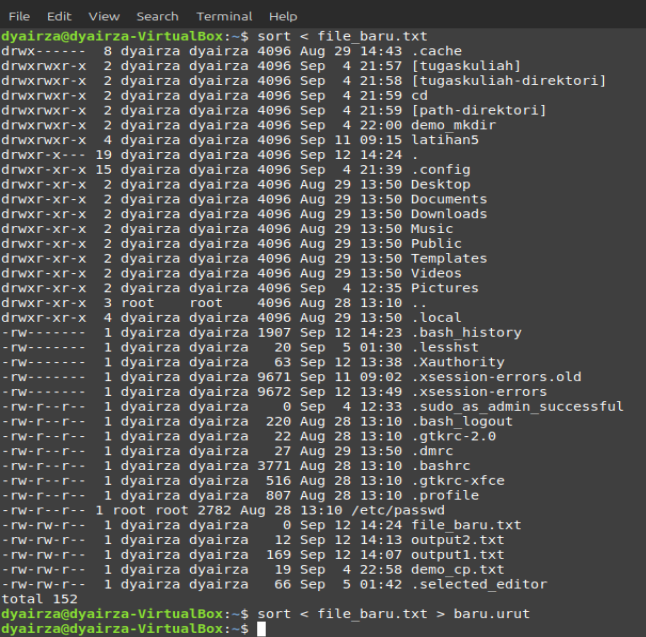 File Edit View Search Terminal Help
dyairza@dyairza-VirtualBox:~$ sort < file_baru.txt
drwx------  8 dyairza dyairza 4096 Aug 29 14:43 .cache
drwxrwxr-x  2 dyairza dyairza 4096 Sep  4 21:57 [tugaskuliah]
drwxrwxr-x  2 dyairza dyairza 4096 Sep  4 21:58 [tugaskuliah-direktori]
drwxrwxr-x  2 dyairza dyairza 4096 Sep  4 21:59 cd
drwxrwxr-x  2 dyairza dyairza 4096 Sep  4 21:59 [path-direktori]
drwxrwxr-x  2 dyairza dyairza 4096 Sep  4 22:00 demo_mkdir
drwxrwxr-x  4 dyairza dyairza 4096 Sep 11 09:15 latihan5
drwxr-x--- 19 dyairza dyairza 4096 Sep 12 14:24 .
drwxr-xr-x 15 dyairza dyairza 4096 Sep  4 21:39 .config
drwxr-xr-x  2 dyairza dyairza 4096 Aug 29 13:50 Desktop
drwxr-xr-x  2 dyairza dyairza 4096 Aug 29 13:50 Documents
drwxr-xr-x  2 dyairza dyairza 4096 Aug 29 13:50 Downloads
drwxr-xr-x  2 dyairza dyairza 4096 Aug 29 13:50 Music
drwxr-xr-x  2 dyairza dyairza 4096 Aug 29 13:50 Public
drwxr-xr-x  2 dyairza dyairza 4096 Aug 29 13:50 Templates
drwxr-xr-x  2 dyairza dyairza 4096 Aug 29 13:50 Videos
drwxr-xr-x  2 dyairza dyairza 4096 Sep  4 12:35 Pictures
drwxr-xr-x  3 root    root    4096 Aug 28 13:10 ..
drwxr-xr-x  4 dyairza dyairza 4096 Aug 29 13:50 .local
-rw-------  1 dyairza dyairza 1907 Sep 12 14:23 .bash_history
-rw-------  1 dyairza dyairza   20 Sep  5 01:30 .lesshst
-rw-------  1 dyairza dyairza   63 Sep 12 13:38 .Xauthority
-rw-------  1 dyairza dyairza 9671 Sep 11 09:02 .xsession-errors.old
-rw-------  1 dyairza dyairza 9672 Sep 12 13:49 .xsession-errors
-rw-r--r--  1 dyairza dyairza    0 Sep  4 12:33 .sudo_as_admin_successful
-rw-r--r--  1 dyairza dyairza  220 Aug 28 13:10 .bash_logout
-rw-r--r--  1 dyairza dyairza   22 Aug 28 13:10 .gtkrc-2.0
-rw-r--r--  1 dyairza dyairza   27 Aug 29 13:50 .dmrc
-rw-r--r--  1 dyairza dyairza 3771 Aug 28 13:10 .bashrc
-rw-r--r--  1 dyairza dyairza  516 Aug 28 13:10 .gtkrc-xfce
-rw-r--r--  1 dyairza dyairza  807 Aug 28 13:10 .profile
-rw-r--r-- 1 root root 2782 Aug 28 13:10 /etc/passwd
-rw-rw-r--  1 dyairza dyairza    0 Sep 12 14:24 file_baru.txt
-rw-rw-r--  1 dyairza dyairza   12 Sep 12 14:13 output2.txt
-rw-rw-r--  1 dyairza dyairza  169 Sep 12 14:07 output1.txt
-rw-rw-r--  1 dyairza dyairza   19 Sep  4 22:58 demo_cp.txt
-rw-rw-r--  1 dyairza dyairza   66 Sep  5 01:42 .selected_editor
total 152
dyairza@dyairza-VirtualBox:~$ sort < file_baru.txt > baru.urut
dyairza@dyairza-VirtualBox:~$